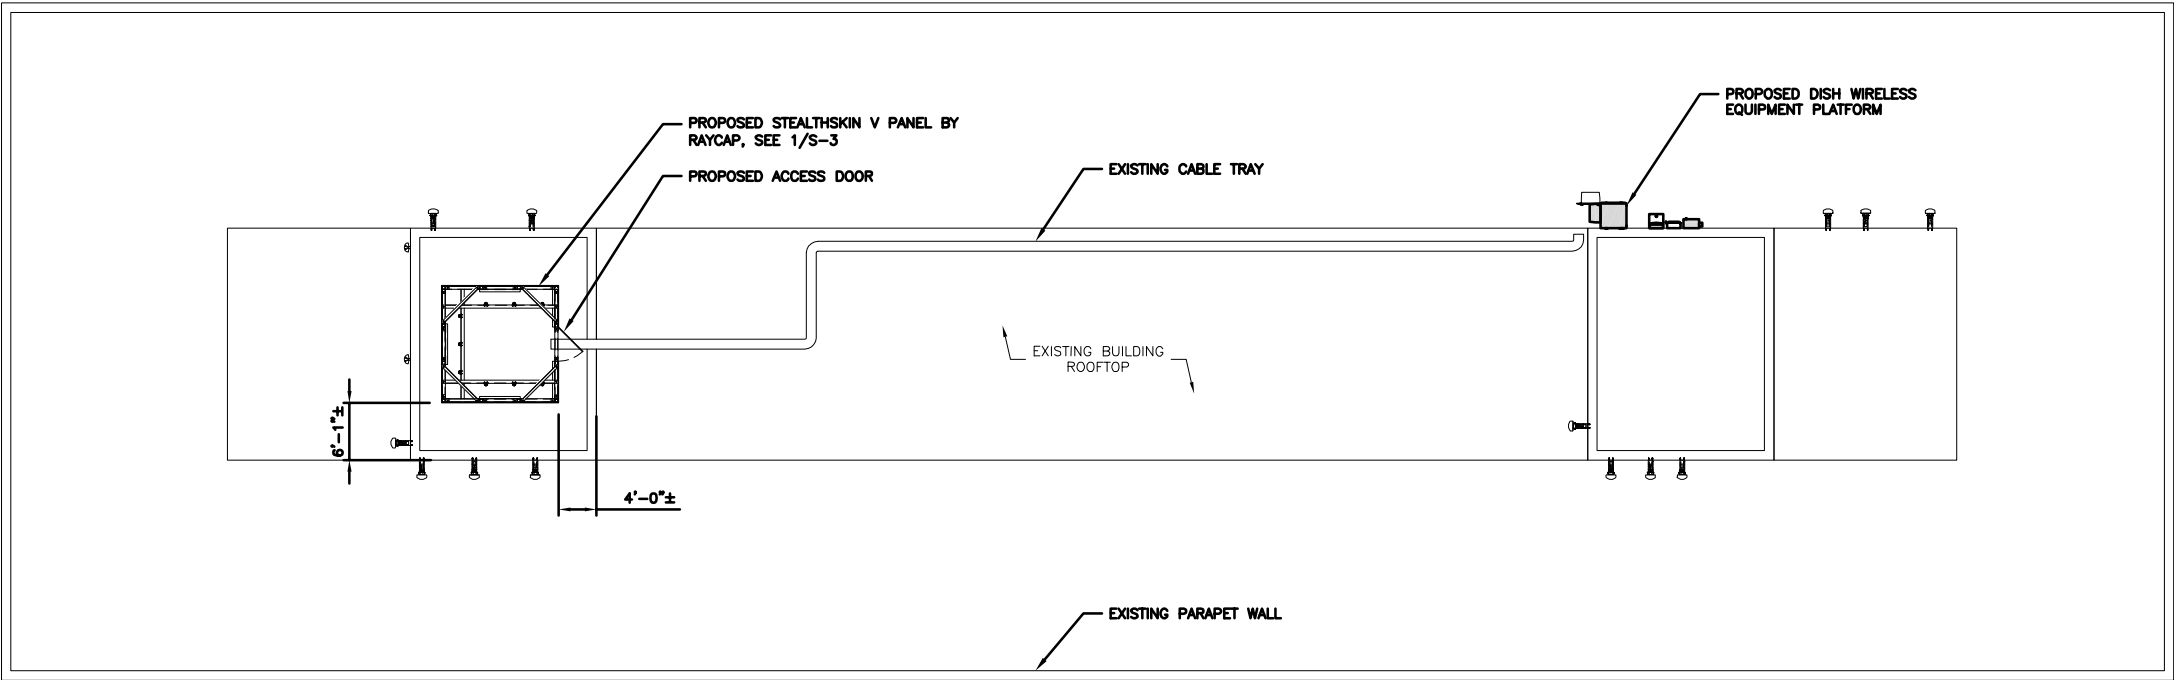 PROPOSED DISH WIRELESS
EQUIPMENT PLATFORM
PROPOSED STEALTHSKIN V PANEL BY
RAYCAP, SEE 1/S-3
EXISTING CABLE TRAY
PROPOSED ACCESS DOOR
EXISTING BUILDING
ROOFTOP
6'-1"±
4'-0"±
EXISTING PARAPET WALL